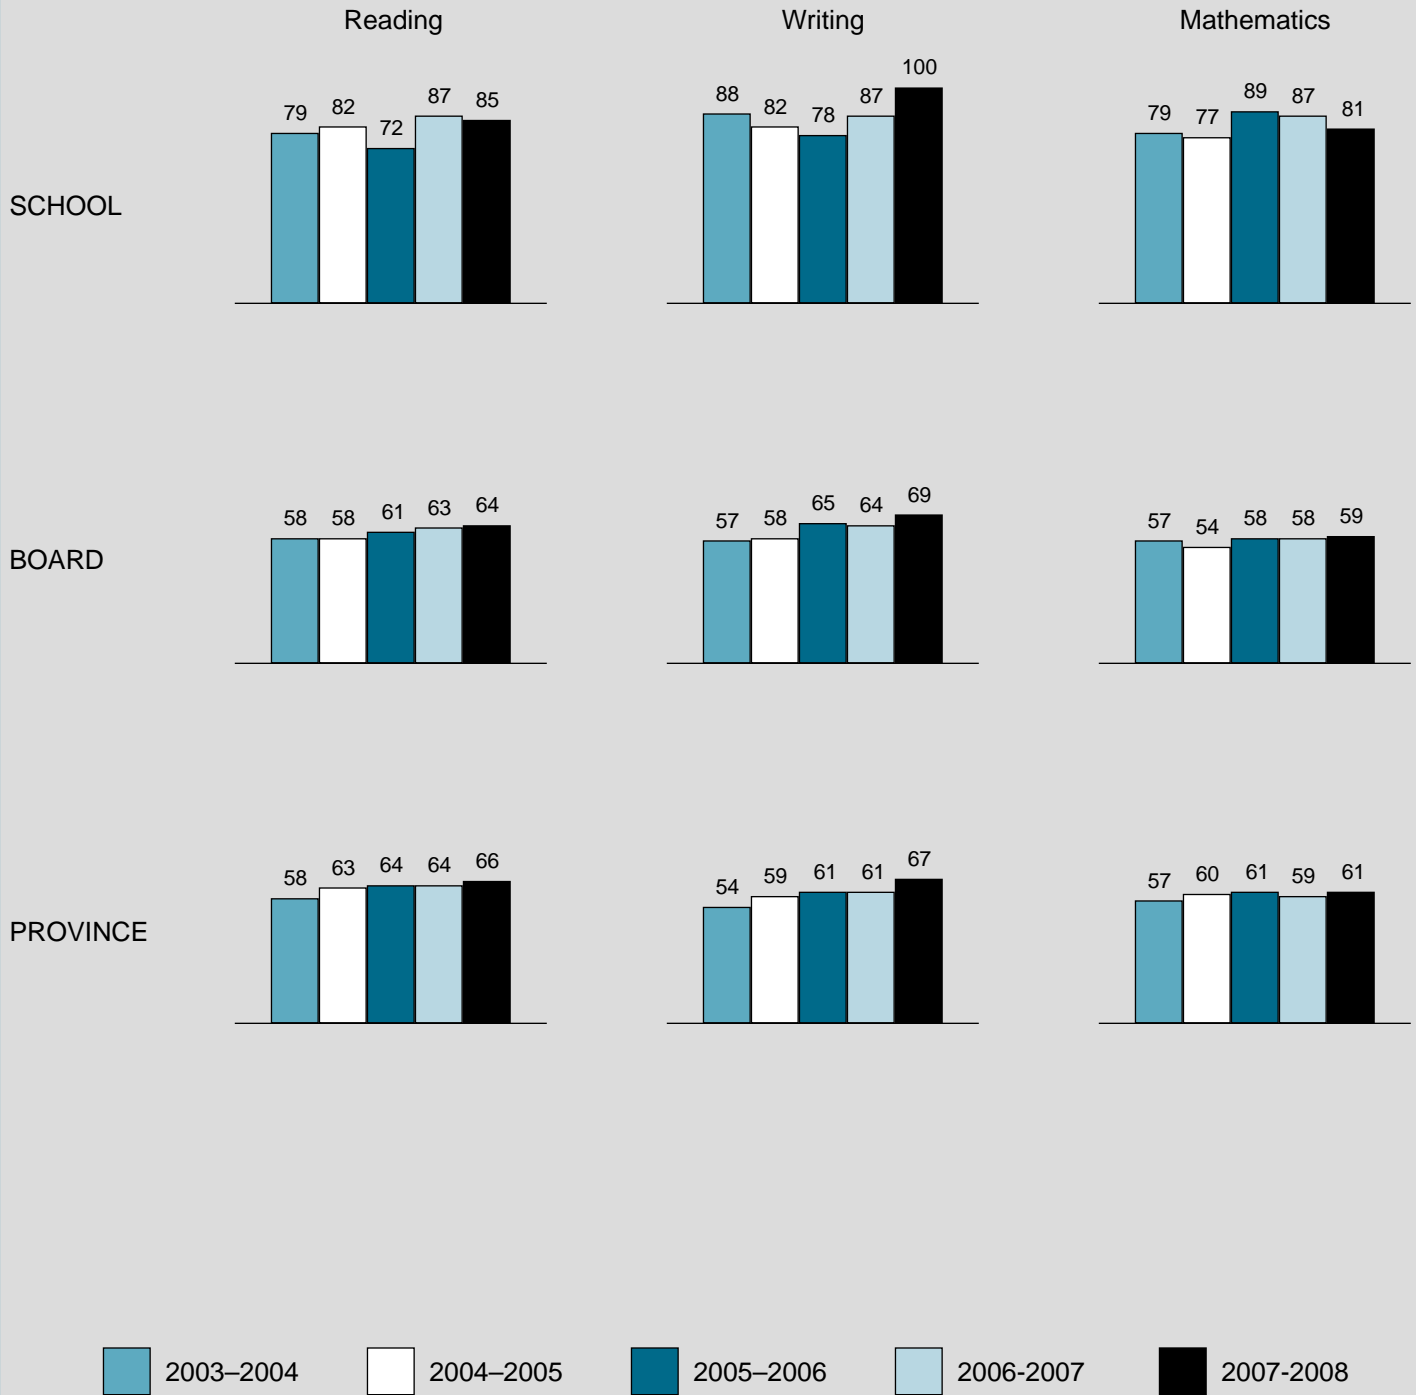 Reading Writing Mathematics
SCHOOL
79 82 72 87 85
88 82 78 87 100
79 77 89 87 81
BOARD
58 58 61 63 64
57 58 65 64 69
57 54 58 58 59
PROVINCE
58 63 64 64 66
54 59 61 61 67
57 60 61 59 61
2003–2004 2004–2005 2005–2006 2006-2007 2007-2008